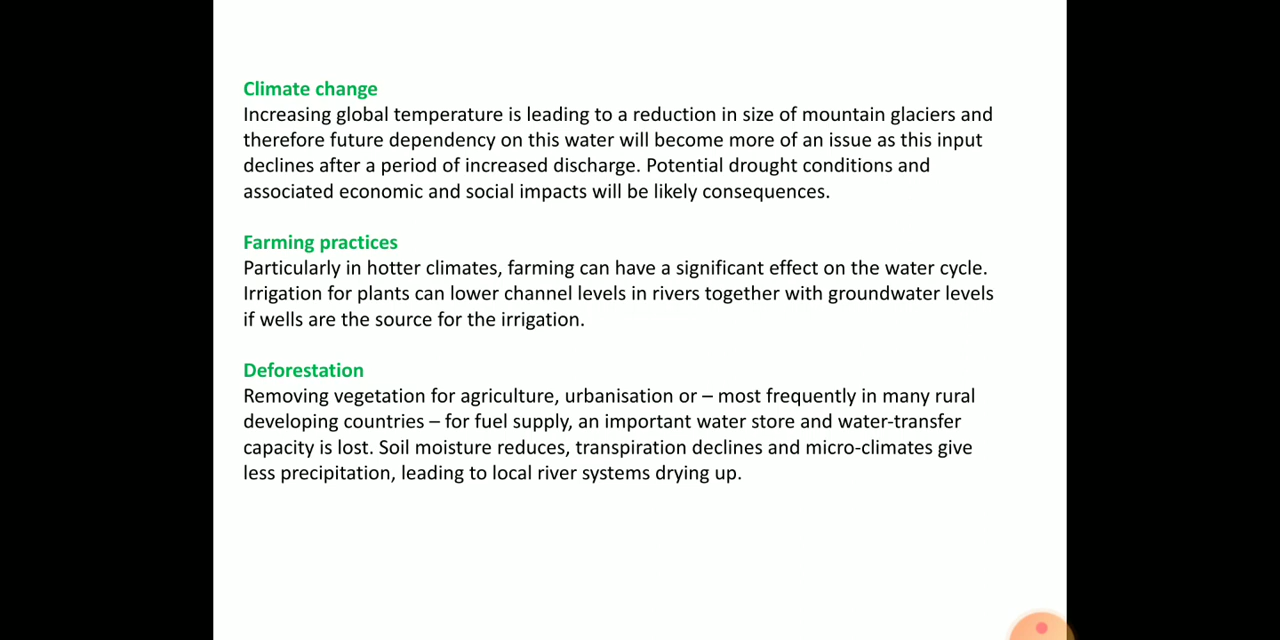 Climate change
Increasing global temperature is leading to a reduction in size of mountain glaciers and
therefore future dependency on this water will become more of an issue as this input
declines after a period of increased discharge. Potential drought conditions and
associated economic and social impacts will be likely consequences.
Farming practices
Particularly in hotter climates, farming can have a significant effect on the water cycle.
Irrigation for plants can lower channel levels in rivers together with groundwater levels
if wells are the source for the irrigation.
Deforestation
Removing vegetation for agriculture, urbanisation or – most frequently in many rural
developing countries – for fuel supply, an important water store and water-transfer
capacity is lost. Soil moisture reduces, transpiration declines and micro-climates give
less precipitation, leading to local river systems drying up.